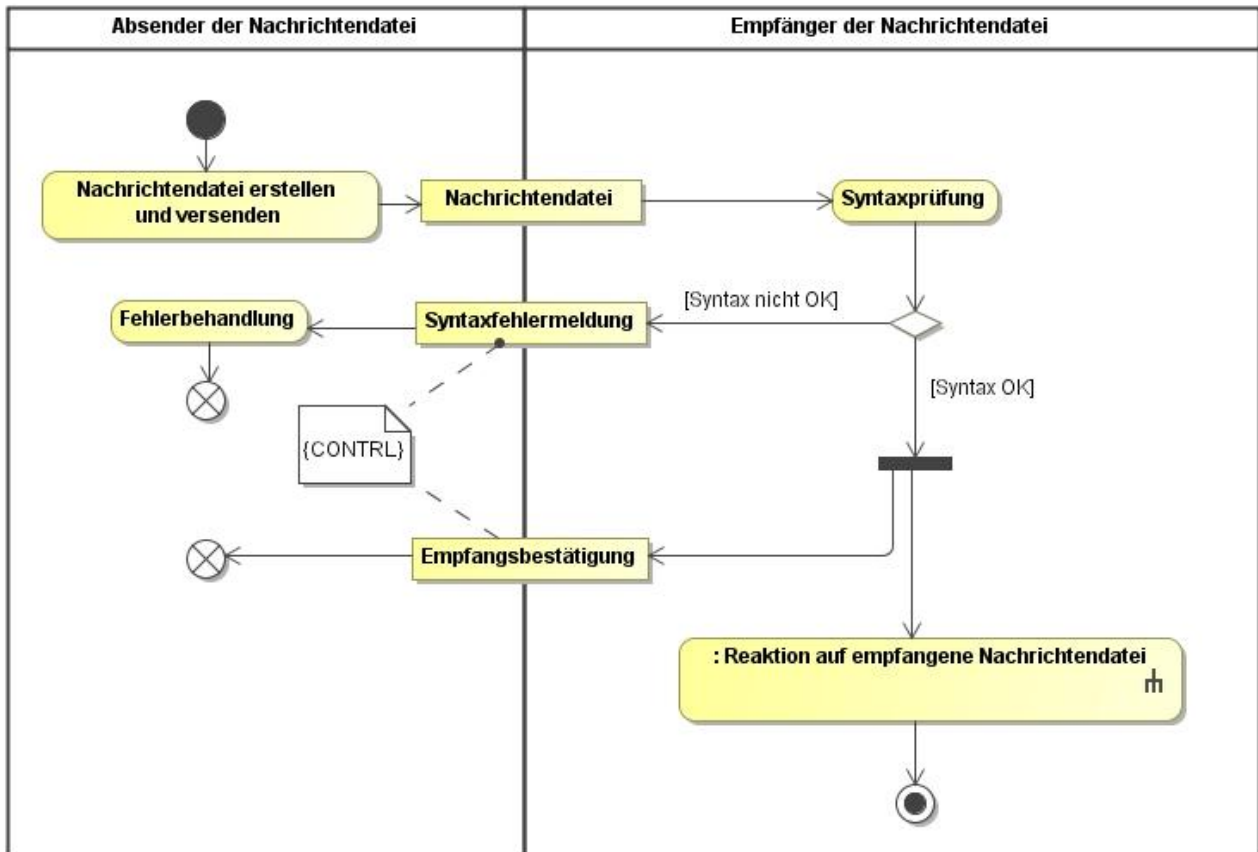 Absender der Nachrichtendatei
Empfänger der Nachrichtendatei
Nachrichtendatei erstellen
und versenden
Nachrichtendatei
Syntaxprüfung
[Syntax nicht OK]
Fehlerbehandlung
Syntaxfehlermeldung
[Syntax OK]
{CONTRL}
Empfangsbestätigung
: Reaktion auf empfangene Nachrichtendatei